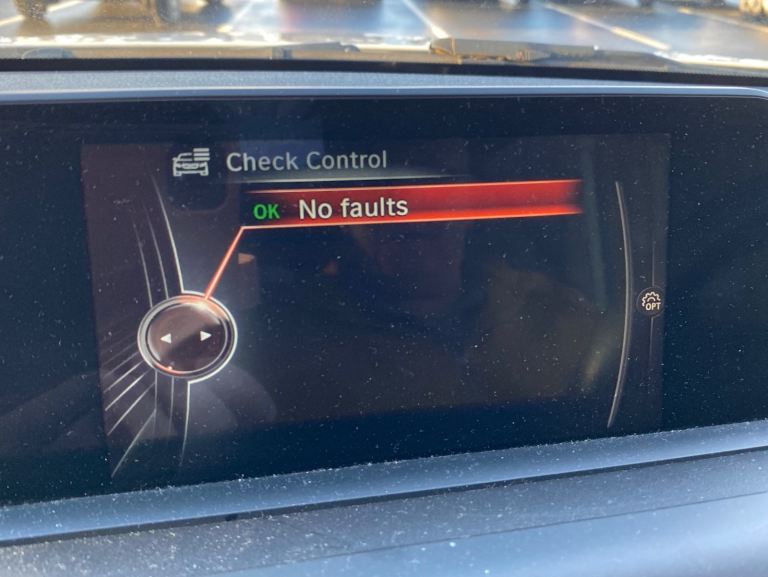 Check Control
OK No faults
OPT